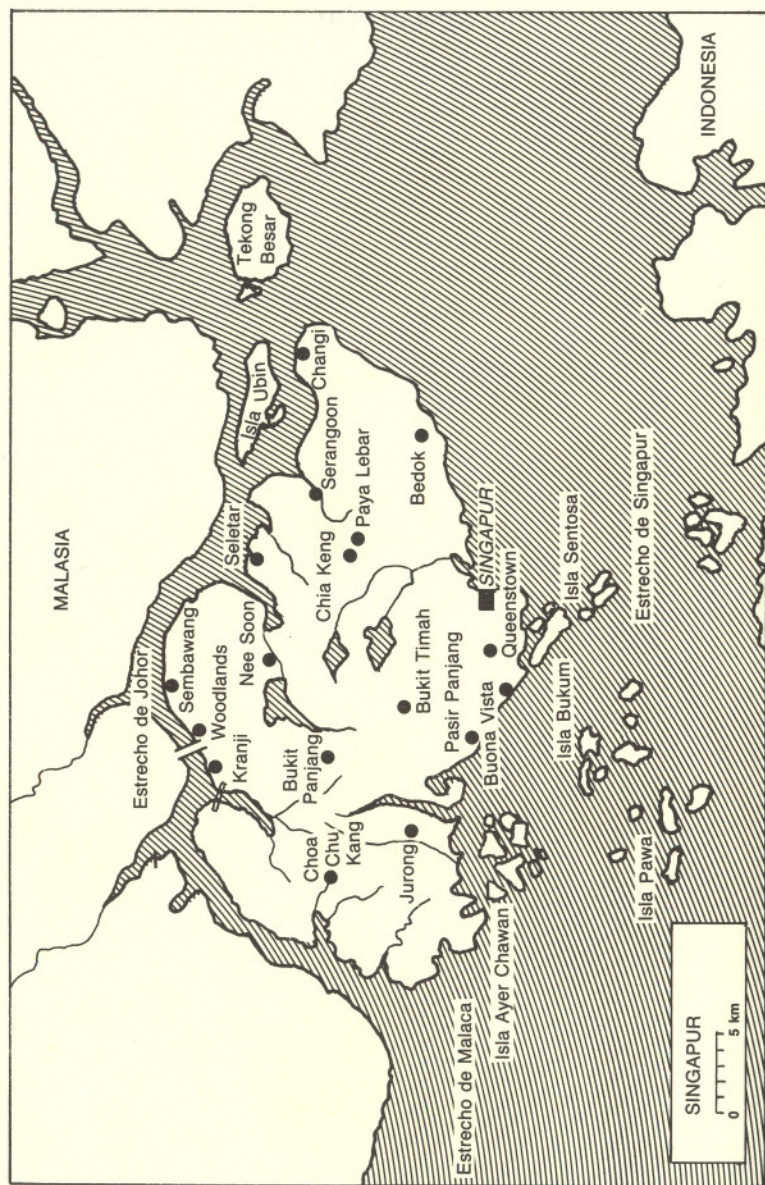 MALASIA
Estrecho de Johor
Sembawang
Woodlands
Kranji
Nee Soon
Seletar
Isla Ubin
Tekong
Besar
Changi
Serangoon
Paya Lebar
Chia Keng
Bedok
Bukit
Panjang
Choa
Chu
Kang
Jurong
Bukit Timah
Pasir Panjang
Buona Vista
Queenstown
SINGAPUR
Isla Sentosa
Isla Bukum
Isla Ayer Chawan
Isla Pawa
Estrecho de Malaca
Estrecho de Singapur
INDONESIA
SINGAPUR
0 5 km